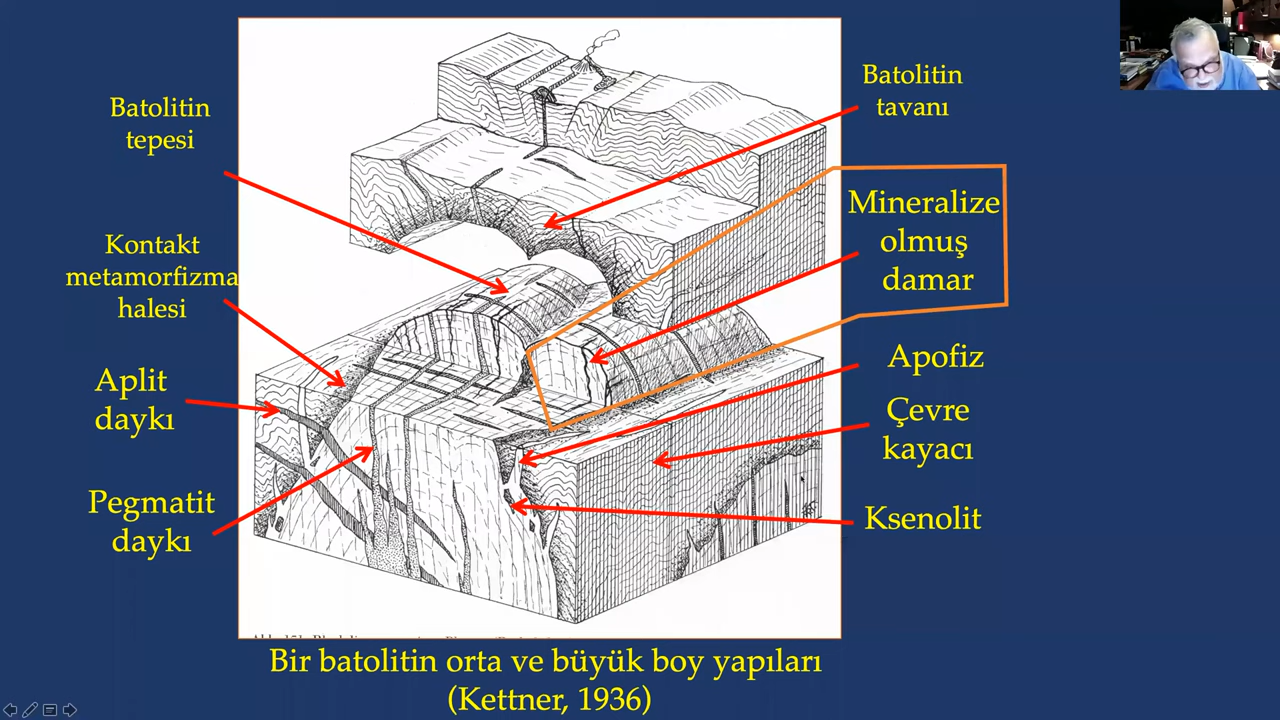 Batolitin
tepesi
Kontakt
metamorfizma
halesi
Aplit
daykı
Pegmatit
daykı
Batolitin
tavanı
Mineralize
olmuş
damar
Apofiz
Çevre
kayacı
Ksenolit
Bir batolitin orta ve büyük boy yapıları
(Kettner, 1936)